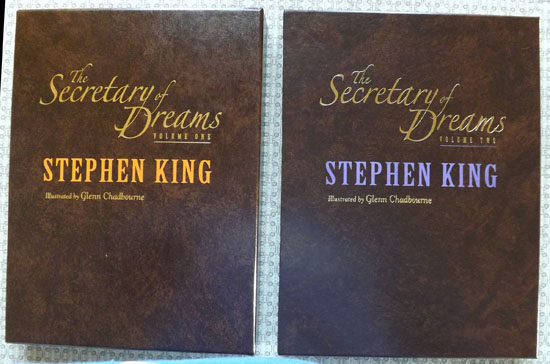 The
Secretary of
Dreams
VOLUME ONE
STEPHEN KING
Illustrated by Glenn Chadbourne
The
Secretary of
Dreams
VOLUME TWO
STEPHEN KING
Illustrated by Glenn Chadbourne